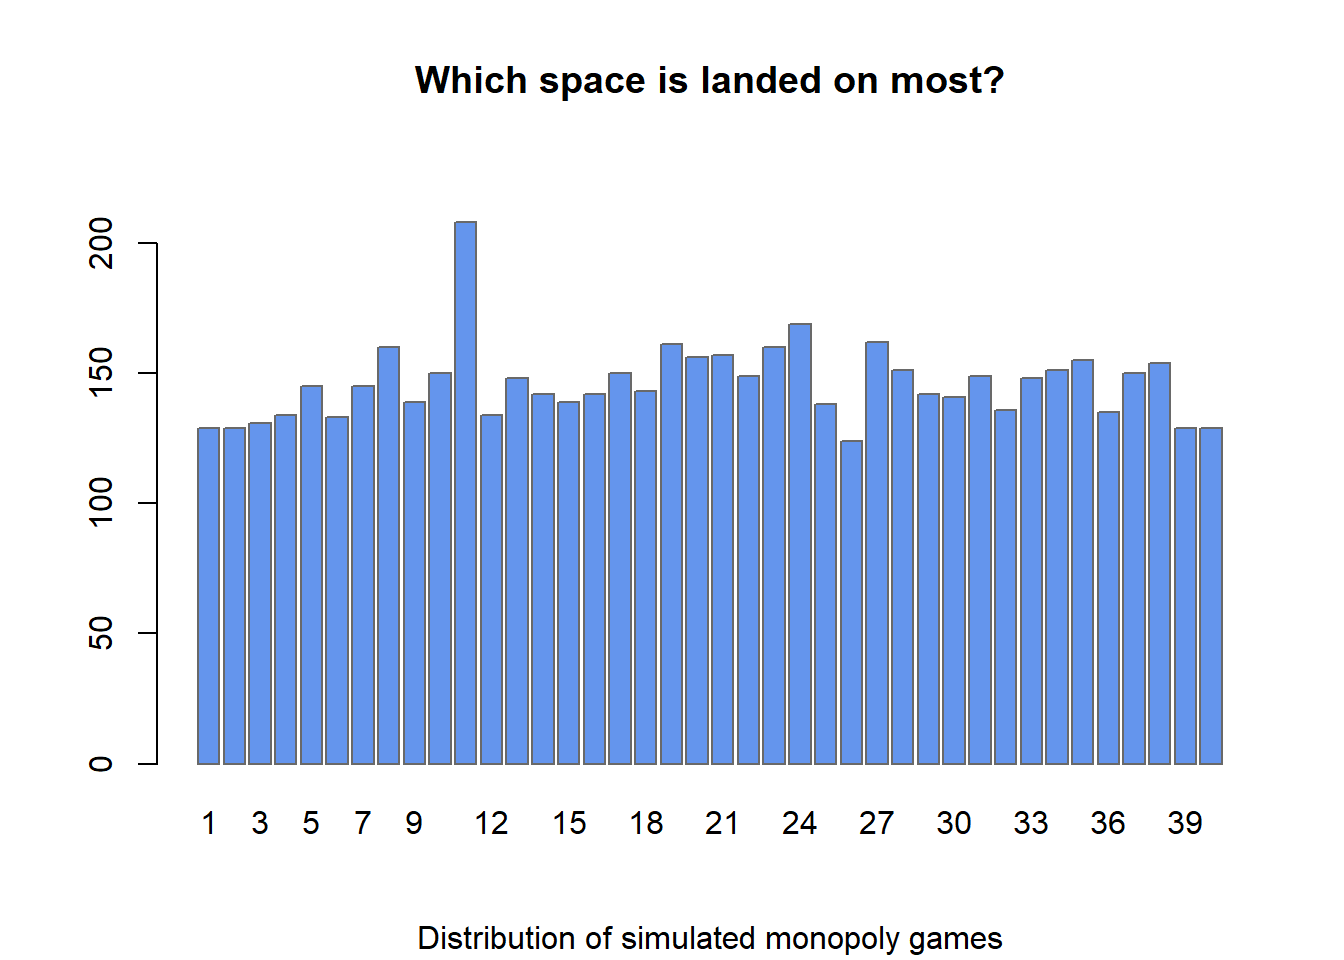 Which space is landed on most?
200
150
100
50
0
1 3 5 7 9 12 15 18 21 24 27 30 33 36 39
Distribution of simulated monopoly games